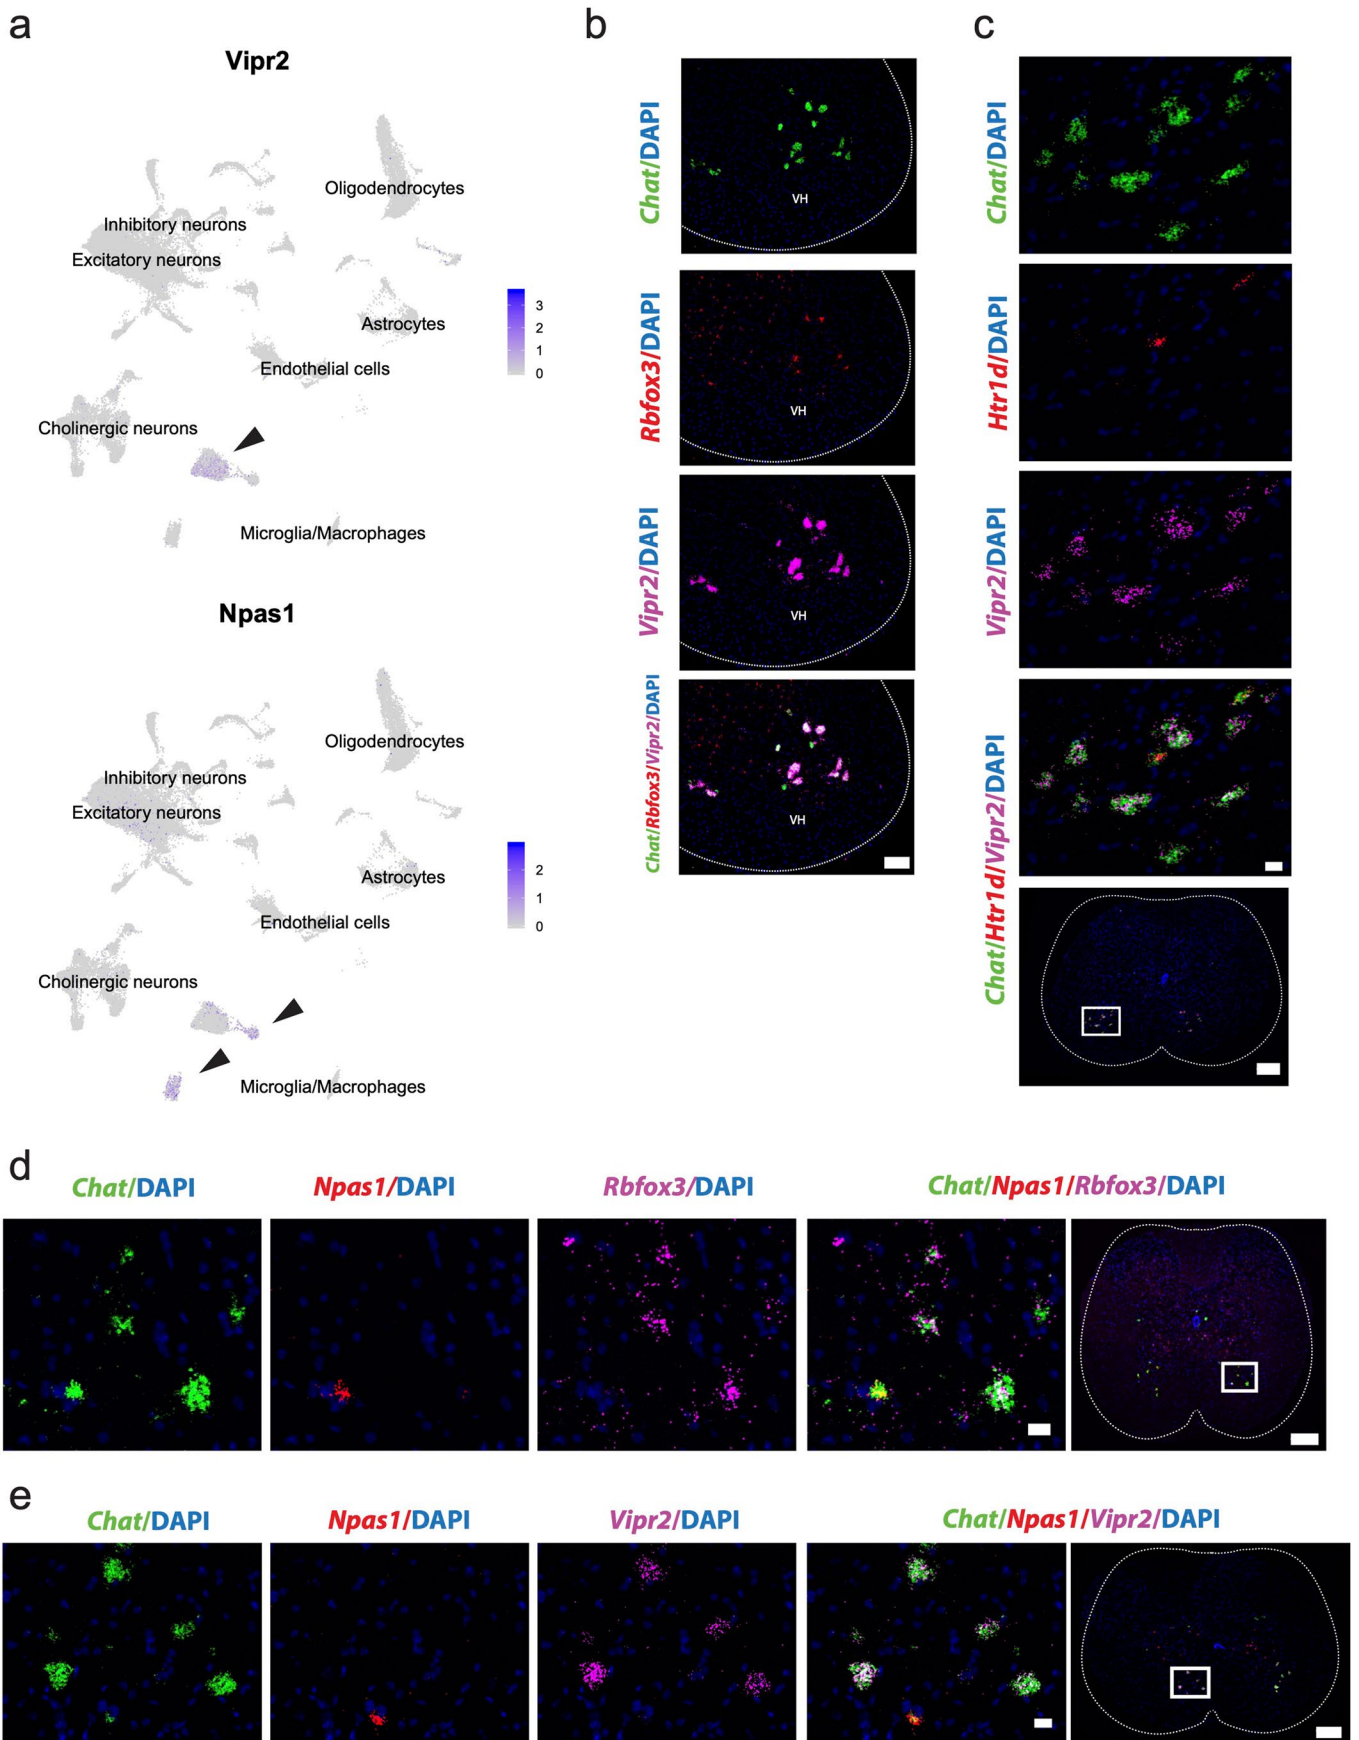 a
Vipr2
Oligodendrocytes
Inhibitory neurons
Excitatory neurons
Astrocytes
Endothelial cells
Cholinergic neurons
Microglia/Macrophages
3
2
1
0
Npas1
Oligodendrocytes
Inhibitory neurons
Excitatory neurons
Astrocytes
Endothelial cells
Cholinergic neurons
Microglia/Macrophages
2
1
0
b
Chat/DAPI
VH
Rbfox3/DAPI
VH
Vipr2/DAPI
VH
Chat/Rbfox3/Vipr2/DAPI
VH
c
Chat/DAPI
Htr1d/DAPI
Vipr2/DAPI
Chat/Htr1d/Vipr2/DAPI
d
Chat/DAPI
Npas1/DAPI
Rbfox3/DAPI
Chat/Npas1/Rbfox3/DAPI
e
Chat/DAPI
Npas1/DAPI
Vipr2/DAPI
Chat/Npas1/Vipr2/DAPI